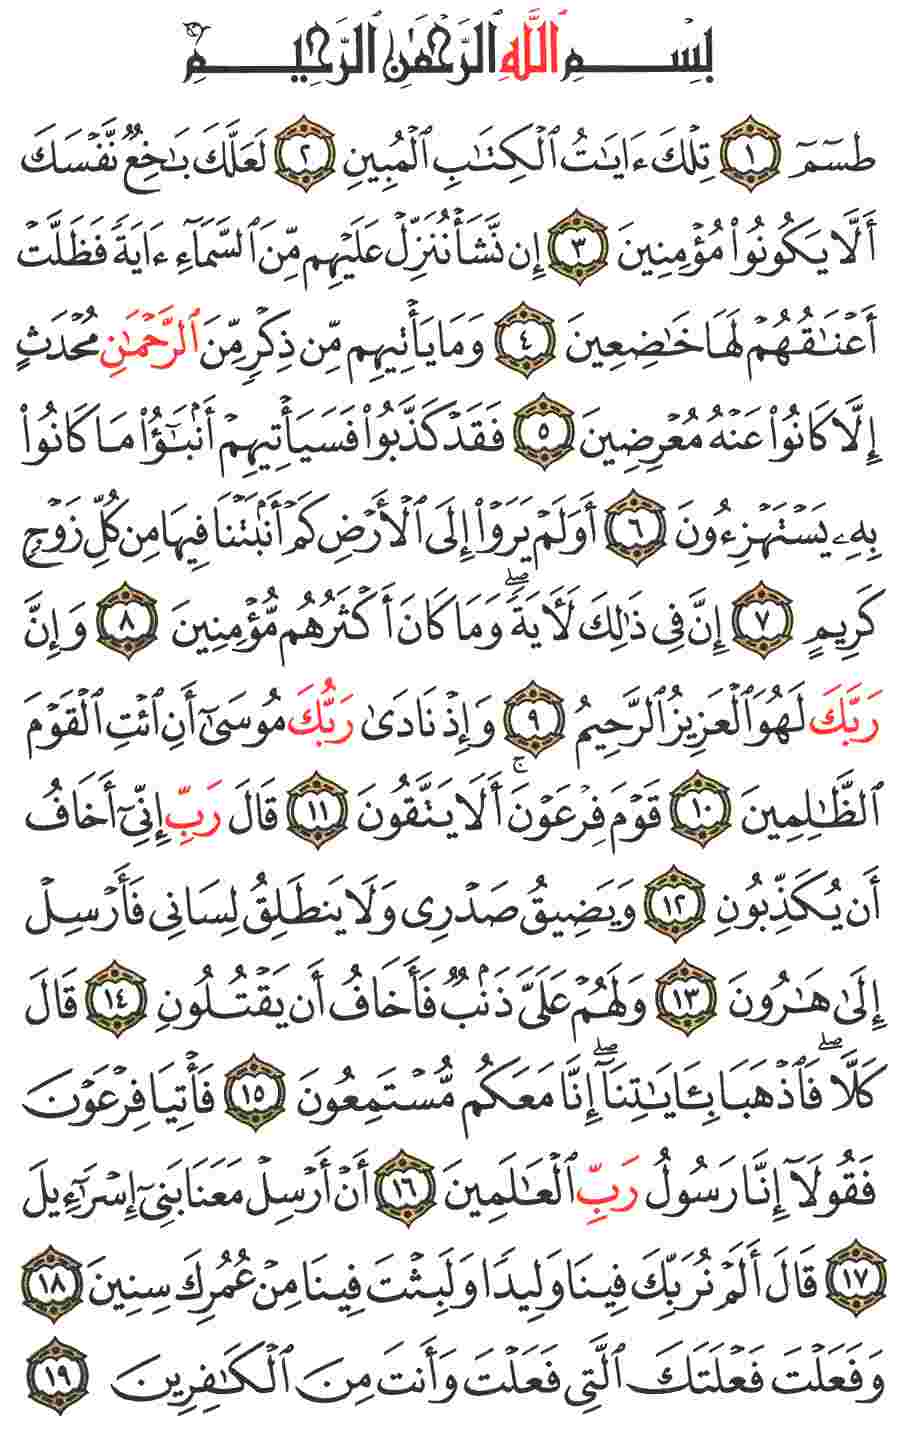 بِسْمِ ٱللَّهِ ٱلرَّحْمَٰنِ ٱلرَّحِيمِ
طسٓمٓ ١ تِلْكَ ءَايَٰتُ ٱلْكِتَٰبِ ٱلْمُبِينِ ٢ لَعَلَّكَ بَٰخِعٌ نَّفْسَكَ
أَلَّا يَكُونُوا۟ مُؤْمِنِينَ ٣ إِن نَّشَأْ نُنَزِّلْ عَلَيْهِم مِّنَ ٱلسَّمَآءِ ءَايَةً فَظَلَّتْ
أَعْنَٰقُهُمْ لَهَا خَٰضِعِينَ ٤ وَمَا يَأْتِيهِم مِّن ذِكْرٍ مِّنَ ٱلرَّحْمَٰنِ مُحْدَثٍ
إِلَّا كَانُوا۟ عَنْهُ مُعْرِضِينَ ٥ فَقَدْ كَذَّبُوا۟ فَسَيَأْتِيهِمْ أَنۢبَٰٓؤُا۟ مَا كَانُوا۟
بِهِۦ يَسْتَهْزِءُونَ ٦ أَوَلَمْ يَرَوْا۟ إِلَى ٱلْأَرْضِ كَمْ أَنۢبَتْنَا فِيهَا مِن كُلِّ زَوْجٍ
كَرِيمٍ ٧ إِنَّ فِى ذَٰلِكَ لَءَايَةً ۖ وَمَا كَانَ أَكْثَرُهُم مُّؤْمِنِينَ ٨ وَإِنَّ
رَبَّكَ لَهُوَ ٱلْعَزِيزُ ٱلرَّحِيمُ ٩ وَإِذْ نَادَىٰ رَبُّكَ مُوسَىٰٓ أَنِ ٱئْتِ ٱلْقَوْمَ
ٱلظَّٰلِمِينَ ١٠ قَوْمَ فِرْعَوْنَ ۚ أَلَا يَتَّقُونَ ١١ قَالَ رَبِّ إِنِّىٓ أَخَافُ
أَن يُكَذِّبُونِ ١٢ وَيَضِيقُ صَدْرِى وَلَا يَنطَلِقُ لِسَانِى فَأَرْسِلْ
إِلَىٰ هَٰرُونَ ١٣ وَلَهُمْ عَلَىَّ ذَنۢبٌ فَأَخَافُ أَن يَقْتُلُونِ ١٤ قَالَ
كَلَّا ۖ فَٱذْهَبَا بِـَٔايَٰتِنَآ ۖ إِنَّا مَعَكُم مُّسْتَمِعُونَ ١٥ فَأْتِيَا فِرْعَوْنَ
فَقُولَآ إِنَّا رَسُولُ رَبِّ ٱلْعَٰلَمِينَ ١٦ أَنْ أَرْسِلْ مَعَنَا بَنِىٓ إِسْرَٰٓءِيلَ
١٧ قَالَ أَلَمْ نُرَبِّكَ فِينَا وَلِيدًا وَلَبِثْتَ فِينَا مِنْ عُمُرِكَ سِنِينَ ١٨
وَفَعَلْتَ فَعْلَتَكَ ٱلَّتِى فَعَلْتَ وَأَنتَ مِنَ ٱلْكَٰفِرِينَ ١٩